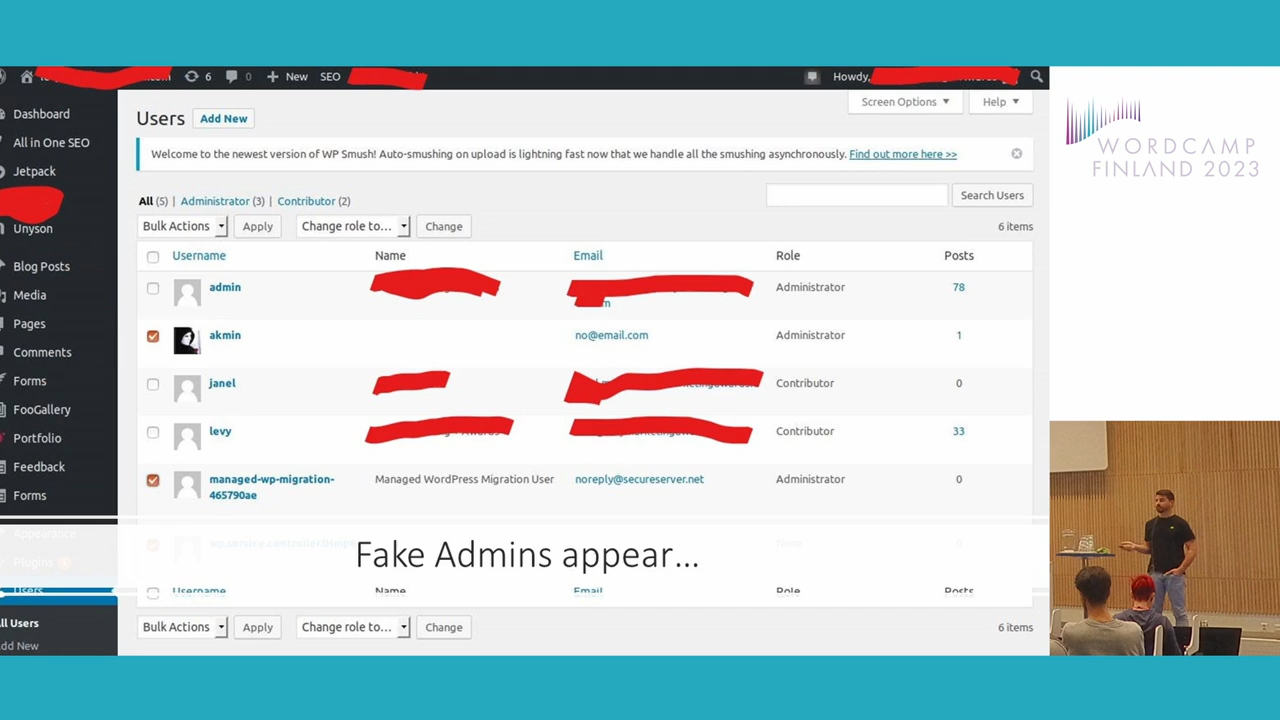 6 0 New SEO Howdy,
Screen Options Help
Dashboard
All in One SEO
Jetpack
Unyson
Blog Posts
Media
Pages
Comments
Forms
FooGallery
Portfolio
Feedback
Forms
Appearance
Plugins
Users
All Users
Add New
Users Add New
Welcome to the newest version of WP Smush! Auto-smushing on upload is lightning fast now that we handle all the smushing asynchronously. Find out more here >>
All (5) | Administrator (3) | Contributor (2)
Search Users
Bulk Actions Apply Change role to... Change 6 items
Username Name Email Role Posts
admin Administrator 78
akmin no@email.com Administrator 1
janel Contributor 0
levy Contributor 33
managed-wp-migration- Managed WordPress Migration User noreply@secureserver.net Administrator 0
465790ae
None 0
Fake Admins appear...
Username Name Email Role Posts
Bulk Actions Apply Change role to... Change 6 items
WORDCAMP
FINLAND 2023